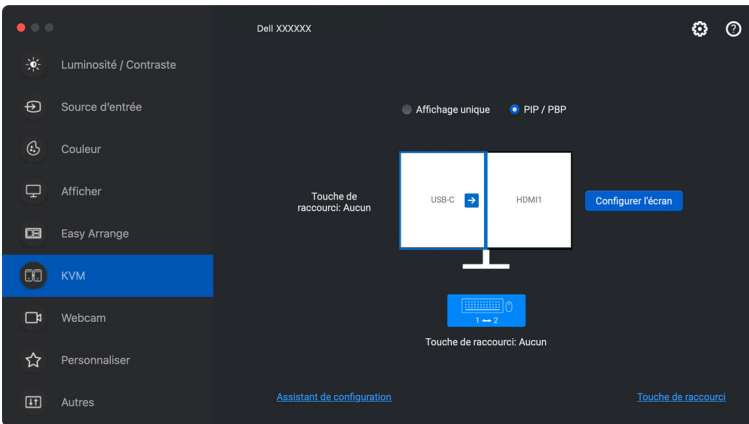 Dell XXXXXX
Luminosité / Contraste
Source d'entrée
Couleur
Afficher
Easy Arrange
KVM
Webcam
Personnaliser
Autres
Affichage unique
PIP / PBP
Touche de
raccourci: Aucun
USB-C
HDMI1
Configurer l'écran
1 ↔ 2
Touche de raccourci: Aucun
Assistant de configuration
Touche de raccourci